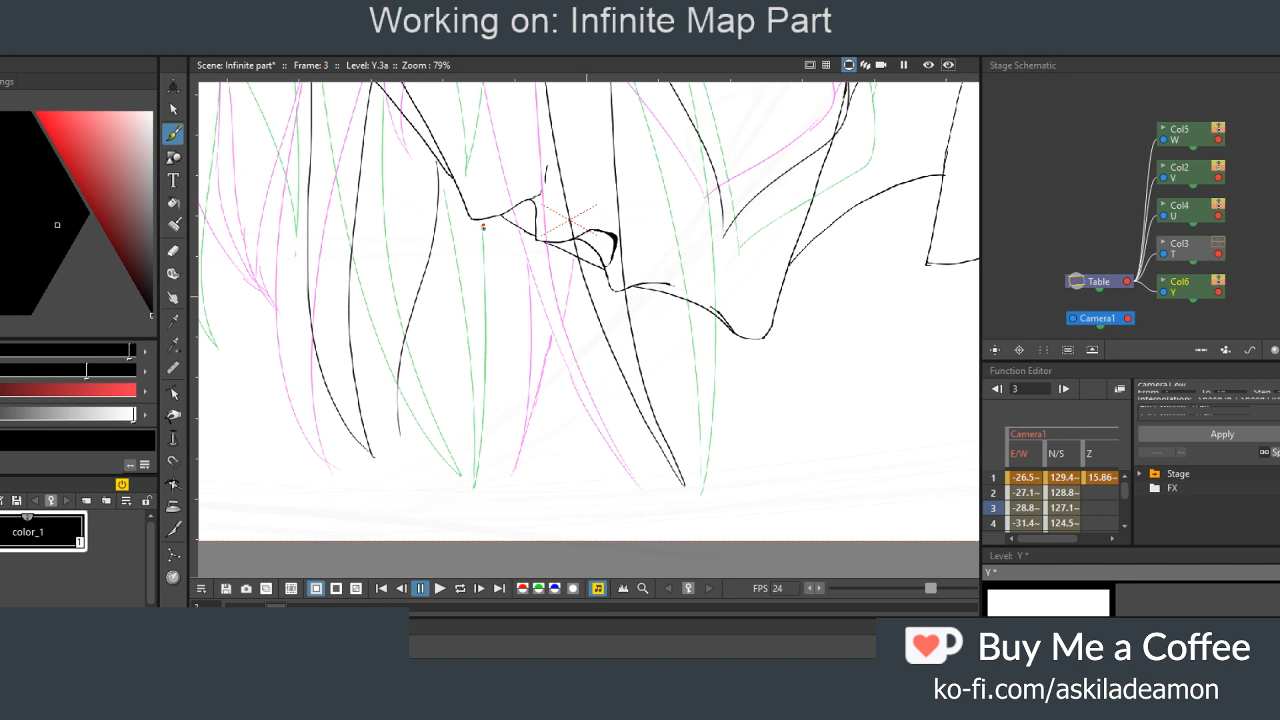 Working on: Infinite Map Part
ngs
Scene: Infinite part* :: Frame: 3 :: Level: Y.3a :: Zoom : 79%
Stage Schematic
Col5
W
Col2
V
Col4
U
Col3
T
Table
Col6
Y
Camera1
Function Editor
3
Apply
Sp
Camera1
E/W N/S Z
1 -26.5~ 129.4~ 15.86~
2 -27.1~ 128.8~
3 -28.8~ 127.1~
4 -31.4~ 124.5~
Stage
FX
color_1
1
Level: Y *
Y *
FPS 24
Buy Me a Coffee
ko-fi.com/askiladeamon